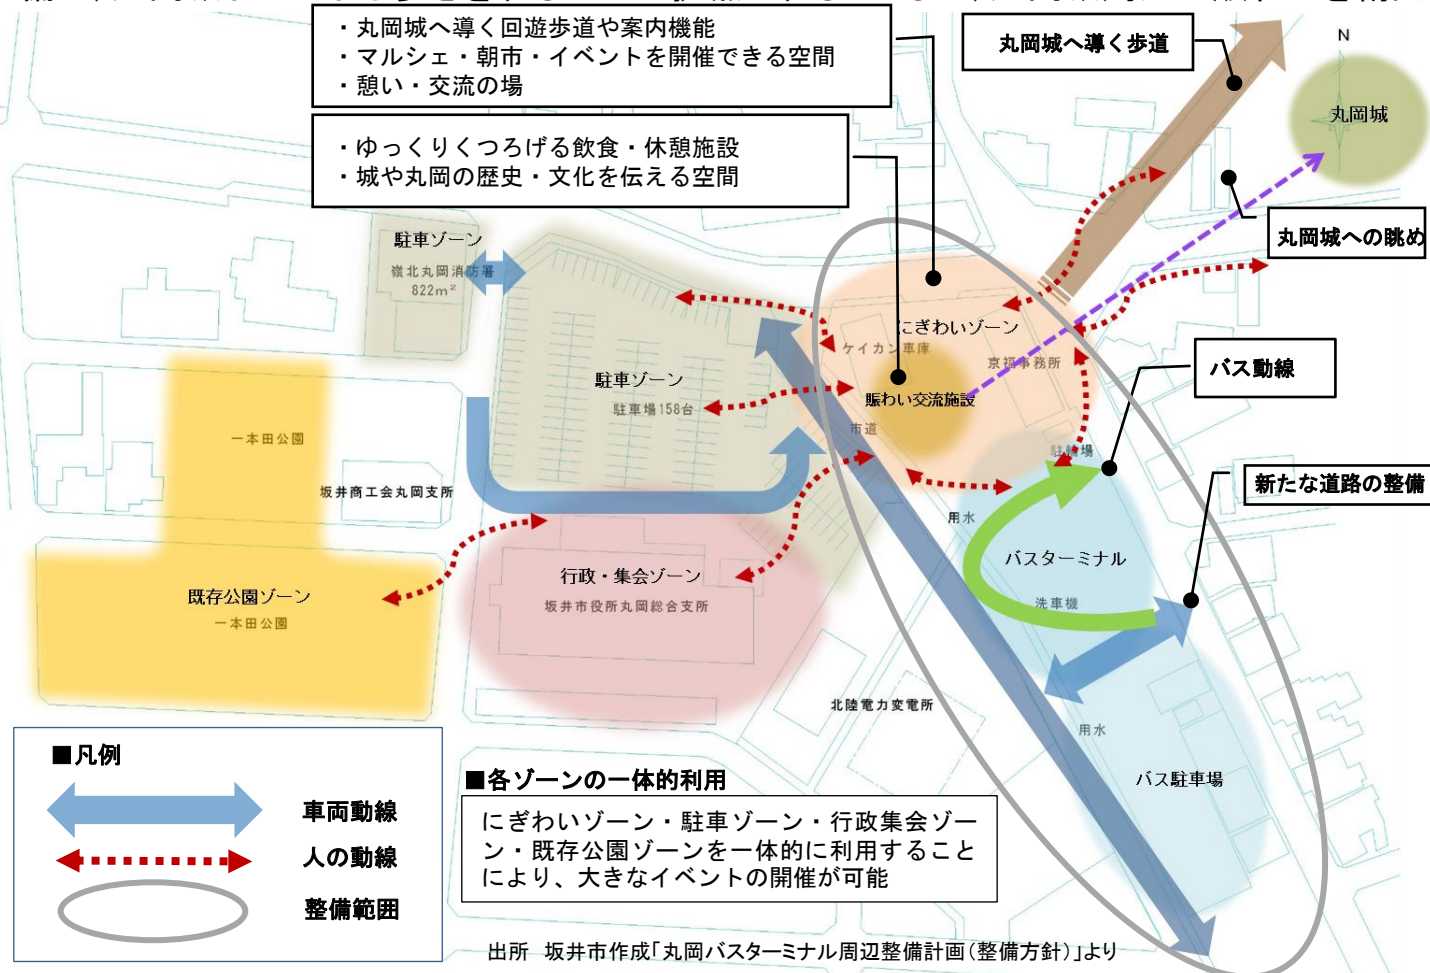 ・丸岡城へ導く回遊歩道や案内機能
・マルシェ・朝市・イベントを開催できる空間
・憩い・交流の場
丸岡城へ導く歩道
N
丸岡城
・ゆっくりくつろげる飲食・休憩施設
・城や丸岡の歴史・文化を伝える空間
丸岡城への眺め
駐車ゾーン
嶺北丸岡消防署
822m²
にぎわいゾーン
ケイカン車庫
京福事務所
バス動線
駐車ゾーン
駐車場158台
賑わい交流施設
市道
駐輪場
一本田公園
坂井商工会丸岡支所
新たな道路の整備
用水
バスターミナル
行政・集会ゾーン
坂井市役所丸岡総合支所
洗車機
既存公園ゾーン
一本田公園
北陸電力変電所
用水
バス駐車場
■凡例
車両動線
人の動線
整備範囲
■各ゾーンの一体的利用
にぎわいゾーン・駐車ゾーン・行政集会ゾー
ン・既存公園ゾーンを一体的に利用すること
により、大きなイベントの開催が可能
出所 坂井市作成「丸岡バスターミナル周辺整備計画(整備方針)」より